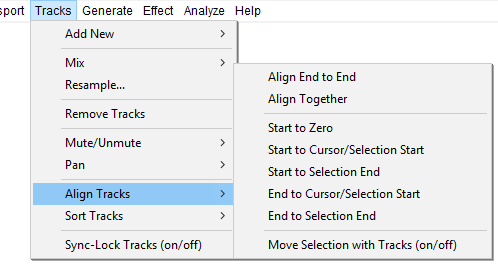 sport Tracks Generate Effect Analyze Help
Add New
Mix
Resample...
Remove Tracks
Mute/Unmute
Pan
Align Tracks
Sort Tracks
Sync-Lock Tracks (on/off)
Align End to End
Align Together
Start to Zero
Start to Cursor/Selection Start
Start to Selection End
End to Cursor/Selection Start
End to Selection End
Move Selection with Tracks (on/off)